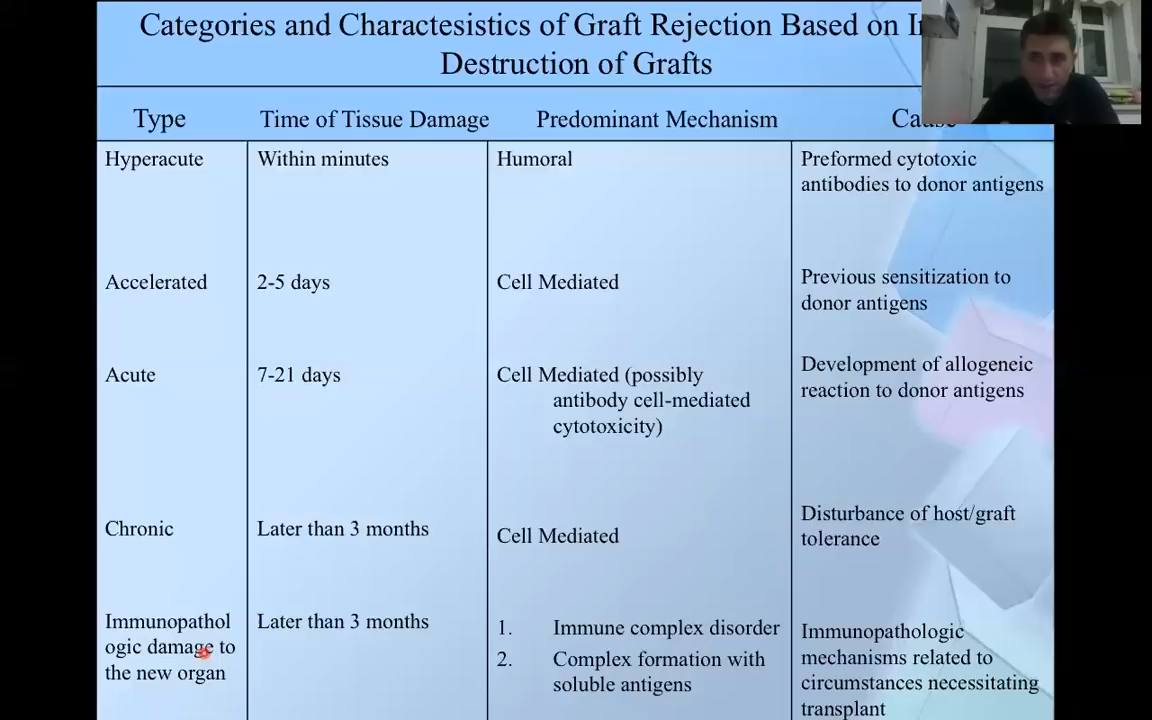 Categories and Charactesistics of Graft Rejection Based on
Destruction of Grafts
Type
Time of Tissue Damage
Predominant Mechanism
Cause
Hyperacute
Within minutes
Humoral
Preformed cytotoxic
antibodies to donor antigens
Accelerated
2-5 days
Cell Mediated
Previous sensitization to
donor antigens
Acute
7-21 days
Cell Mediated (possibly
antibody cell-mediated
cytotoxicity)
Development of allogeneic
reaction to donor antigens
Chronic
Later than 3 months
Cell Mediated
Disturbance of host/graft
tolerance
Immunopathol
ogic damage to
the new organ
Later than 3 months
1. Immune complex disorder
2. Complex formation with
soluble antigens
Immunopathologic
mechanisms related to
circumstances necessitating
transplant